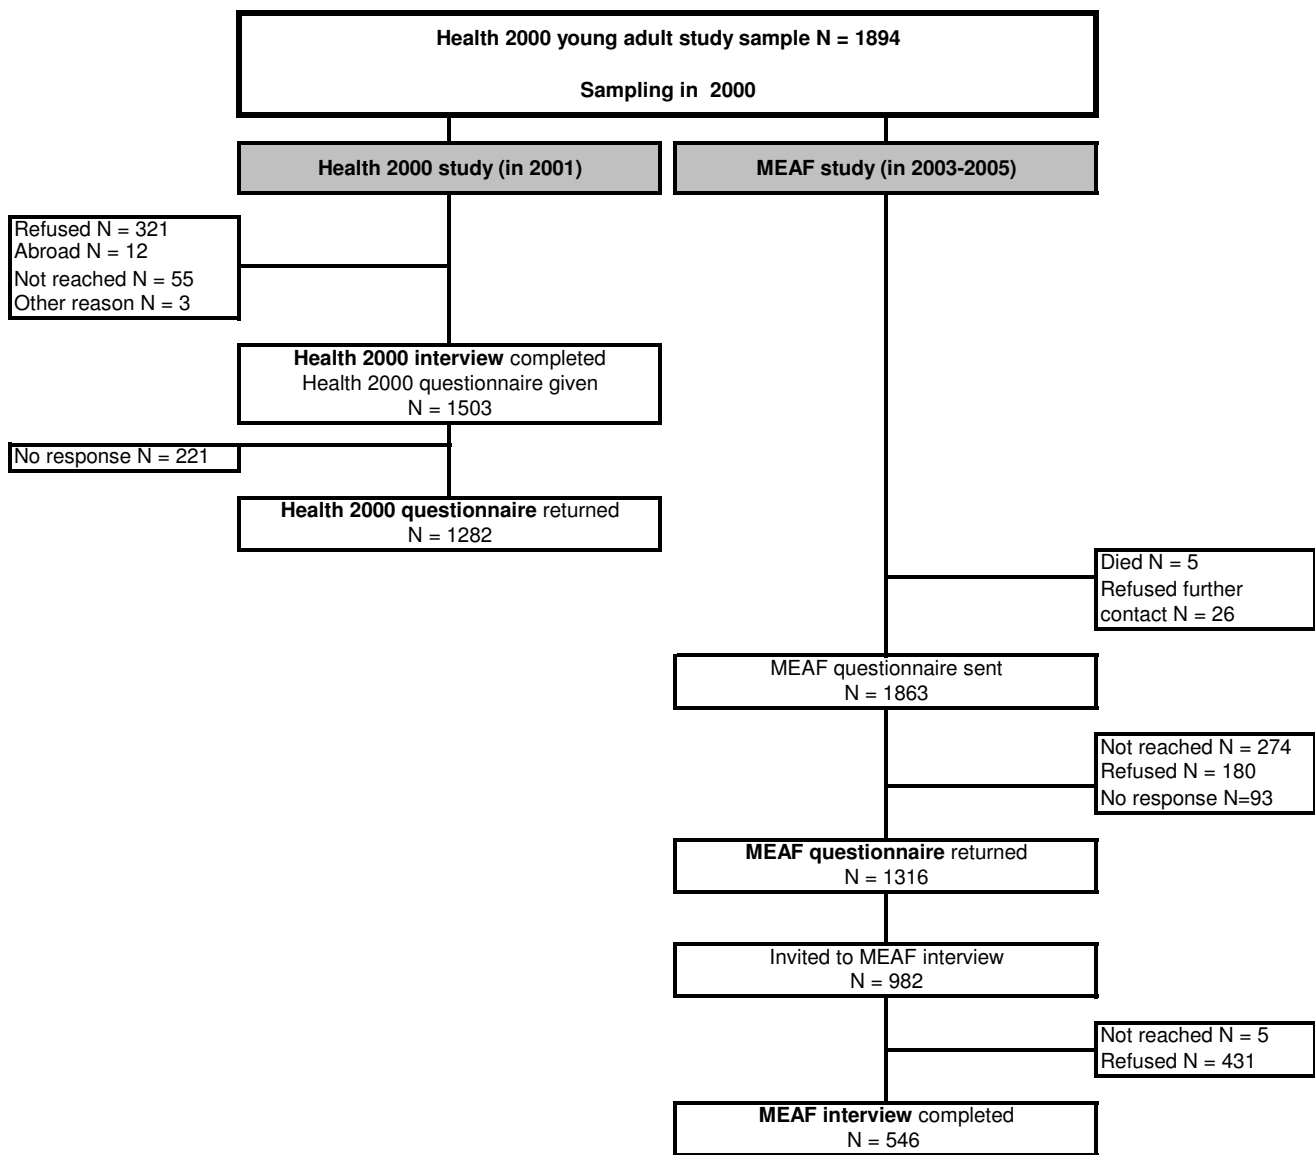 Health 2000 young adult study sample N = 1894
Sampling in 2000
Health 2000 study (in 2001)
MEAF study (in 2003-2005)
Refused N = 321
Abroad N = 12
Not reached N = 55
Other reason N = 3
Health 2000 interview completed
Health 2000 questionnaire given
N = 1503
No response N = 221
Health 2000 questionnaire returned
N = 1282
Died N = 5
Refused further
contact N = 26
MEAF questionnaire sent
N = 1863
Not reached N = 274
Refused N = 180
No response N=93
MEAF questionnaire returned
N = 1316
Invited to MEAF interview
N = 982
Not reached N = 5
Refused N = 431
MEAF interview completed
N = 546